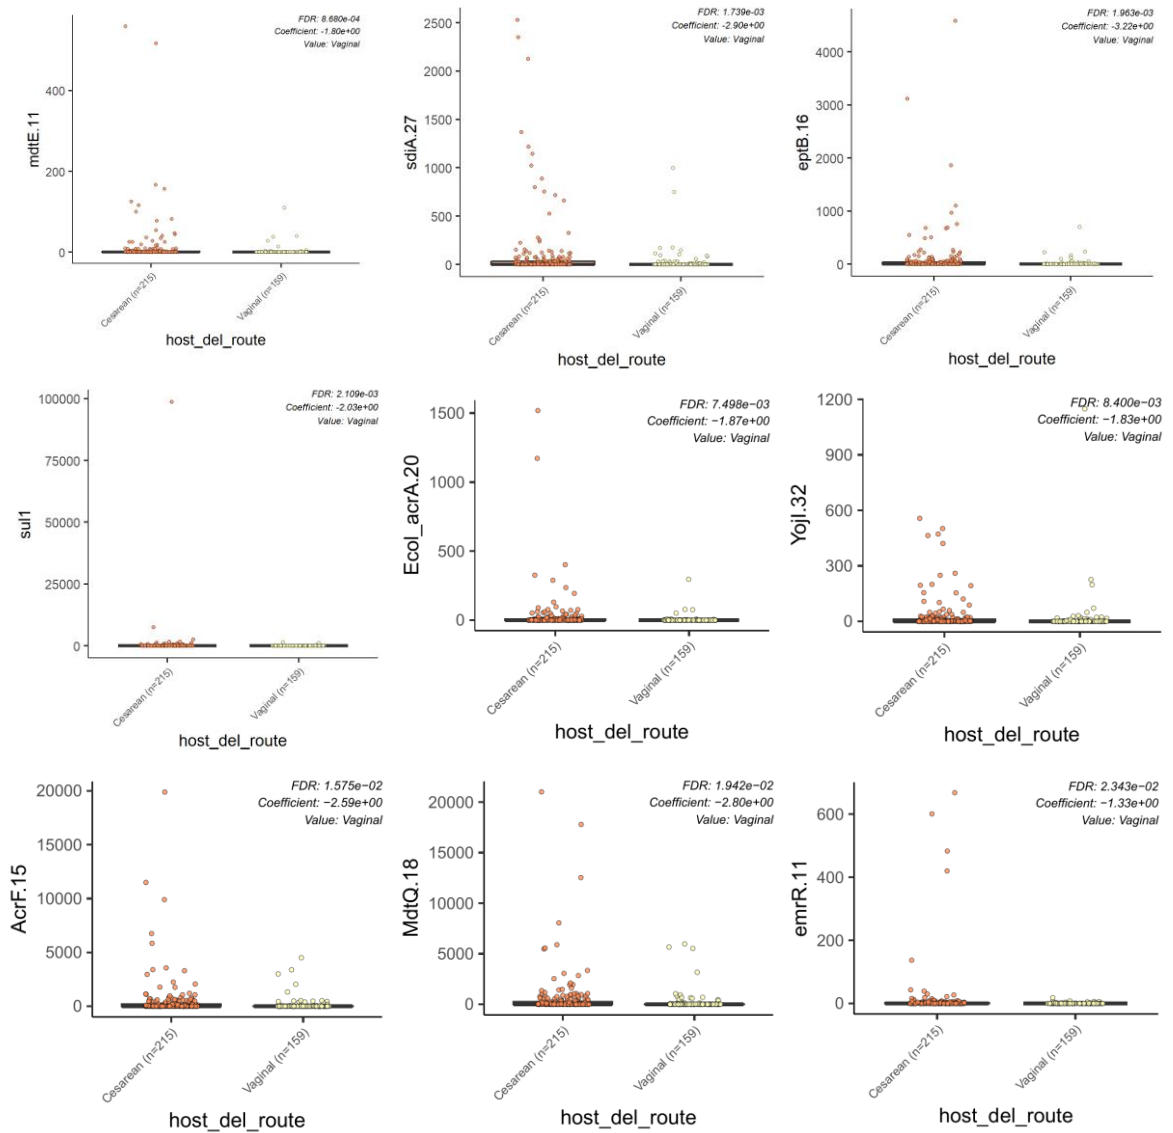 FDR: 8.680e-04
Coefficient: -1.80e+00
Value: Vaginal
mdtE.11
400
200
0
Cesarean (n=215)
Vaginal (n=159)
host_del_route
FDR: 1.739e-03
Coefficient: -2.90e+00
Value: Vaginal
sdiA.27
2500
2000
1500
1000
500
0
Cesarean (n=215)
Vaginal (n=159)
host_del_route
FDR: 1.963e-03
Coefficient: -3.22e+00
Value: Vaginal
eptB.16
4000
3000
2000
1000
0
Cesarean (n=215)
Vaginal (n=159)
host_del_route
FDR: 2.109e-03
Coefficient: -2.03e+00
Value: Vaginal
sul1
100000
75000
50000
25000
0
Cesarean (n=215)
Vaginal (n=159)
host_del_route
FDR: 7.498e−03
Coefficient: −1.87e+00
Value: Vaginal
Ecol_acrA.20
1500
1000
500
0
Cesarean (n=215)
Vaginal (n=159)
host_del_route
FDR: 8.400e−03
Coefficient: −1.83e+00
Value: Vaginal
YojI.32
1200
900
600
300
0
Cesarean (n=215)
Vaginal (n=159)
host_del_route
FDR: 1.575e−02
Coefficient: −2.59e+00
Value: Vaginal
AcrF.15
20000
15000
10000
5000
0
Cesarean (n=215)
Vaginal (n=159)
host_del_route
FDR: 1.942e−02
Coefficient: −2.80e+00
Value: Vaginal
MdtQ.18
20000
15000
10000
5000
0
Cesarean (n=215)
Vaginal (n=159)
host_del_route
FDR: 2.343e−02
Coefficient: −1.33e+00
Value: Vaginal
emrR.11
600
400
200
0
Cesarean (n=215)
Vaginal (n=159)
host_del_route